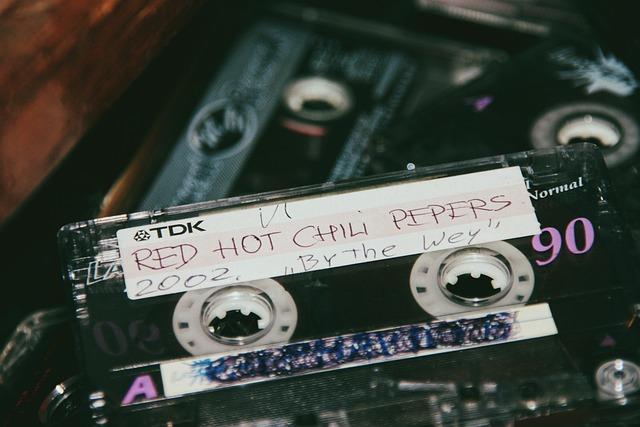 TDK
RED HOT CHILI PEPERS
2002. „By The Wey"
Normal
90
A